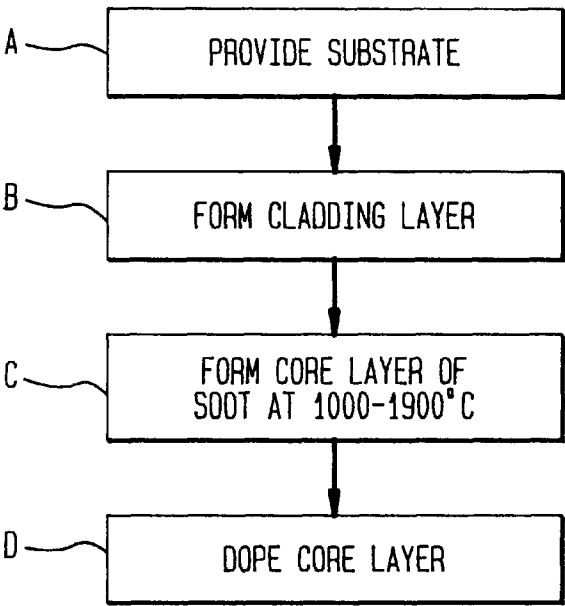 A
PROVIDE SUBSTRATE
B
FORM CLADDING LAYER
C
FORM CORE LAYER OF
SOOT AT 1000-1900°C
D
DOPE CORE LAYER